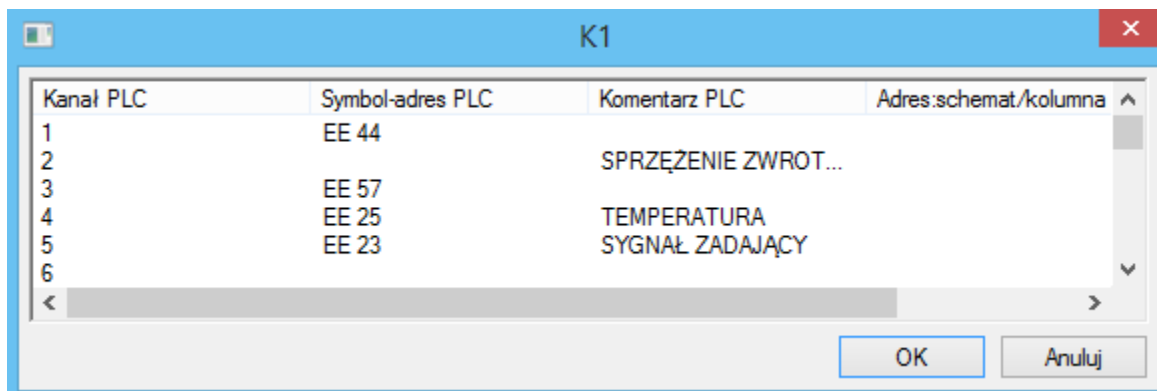 K1
Kanał PLC Symbol-adres PLC Komentarz PLC Adres:schemat/kolumna
1 EE 44
2 SPRZĘŻENIE ZWROT...
3 EE 57
4 EE 25 TEMPERATURA
5 EE 23 SYGNAŁ ZADAJĄCY
6
OK Anuluj